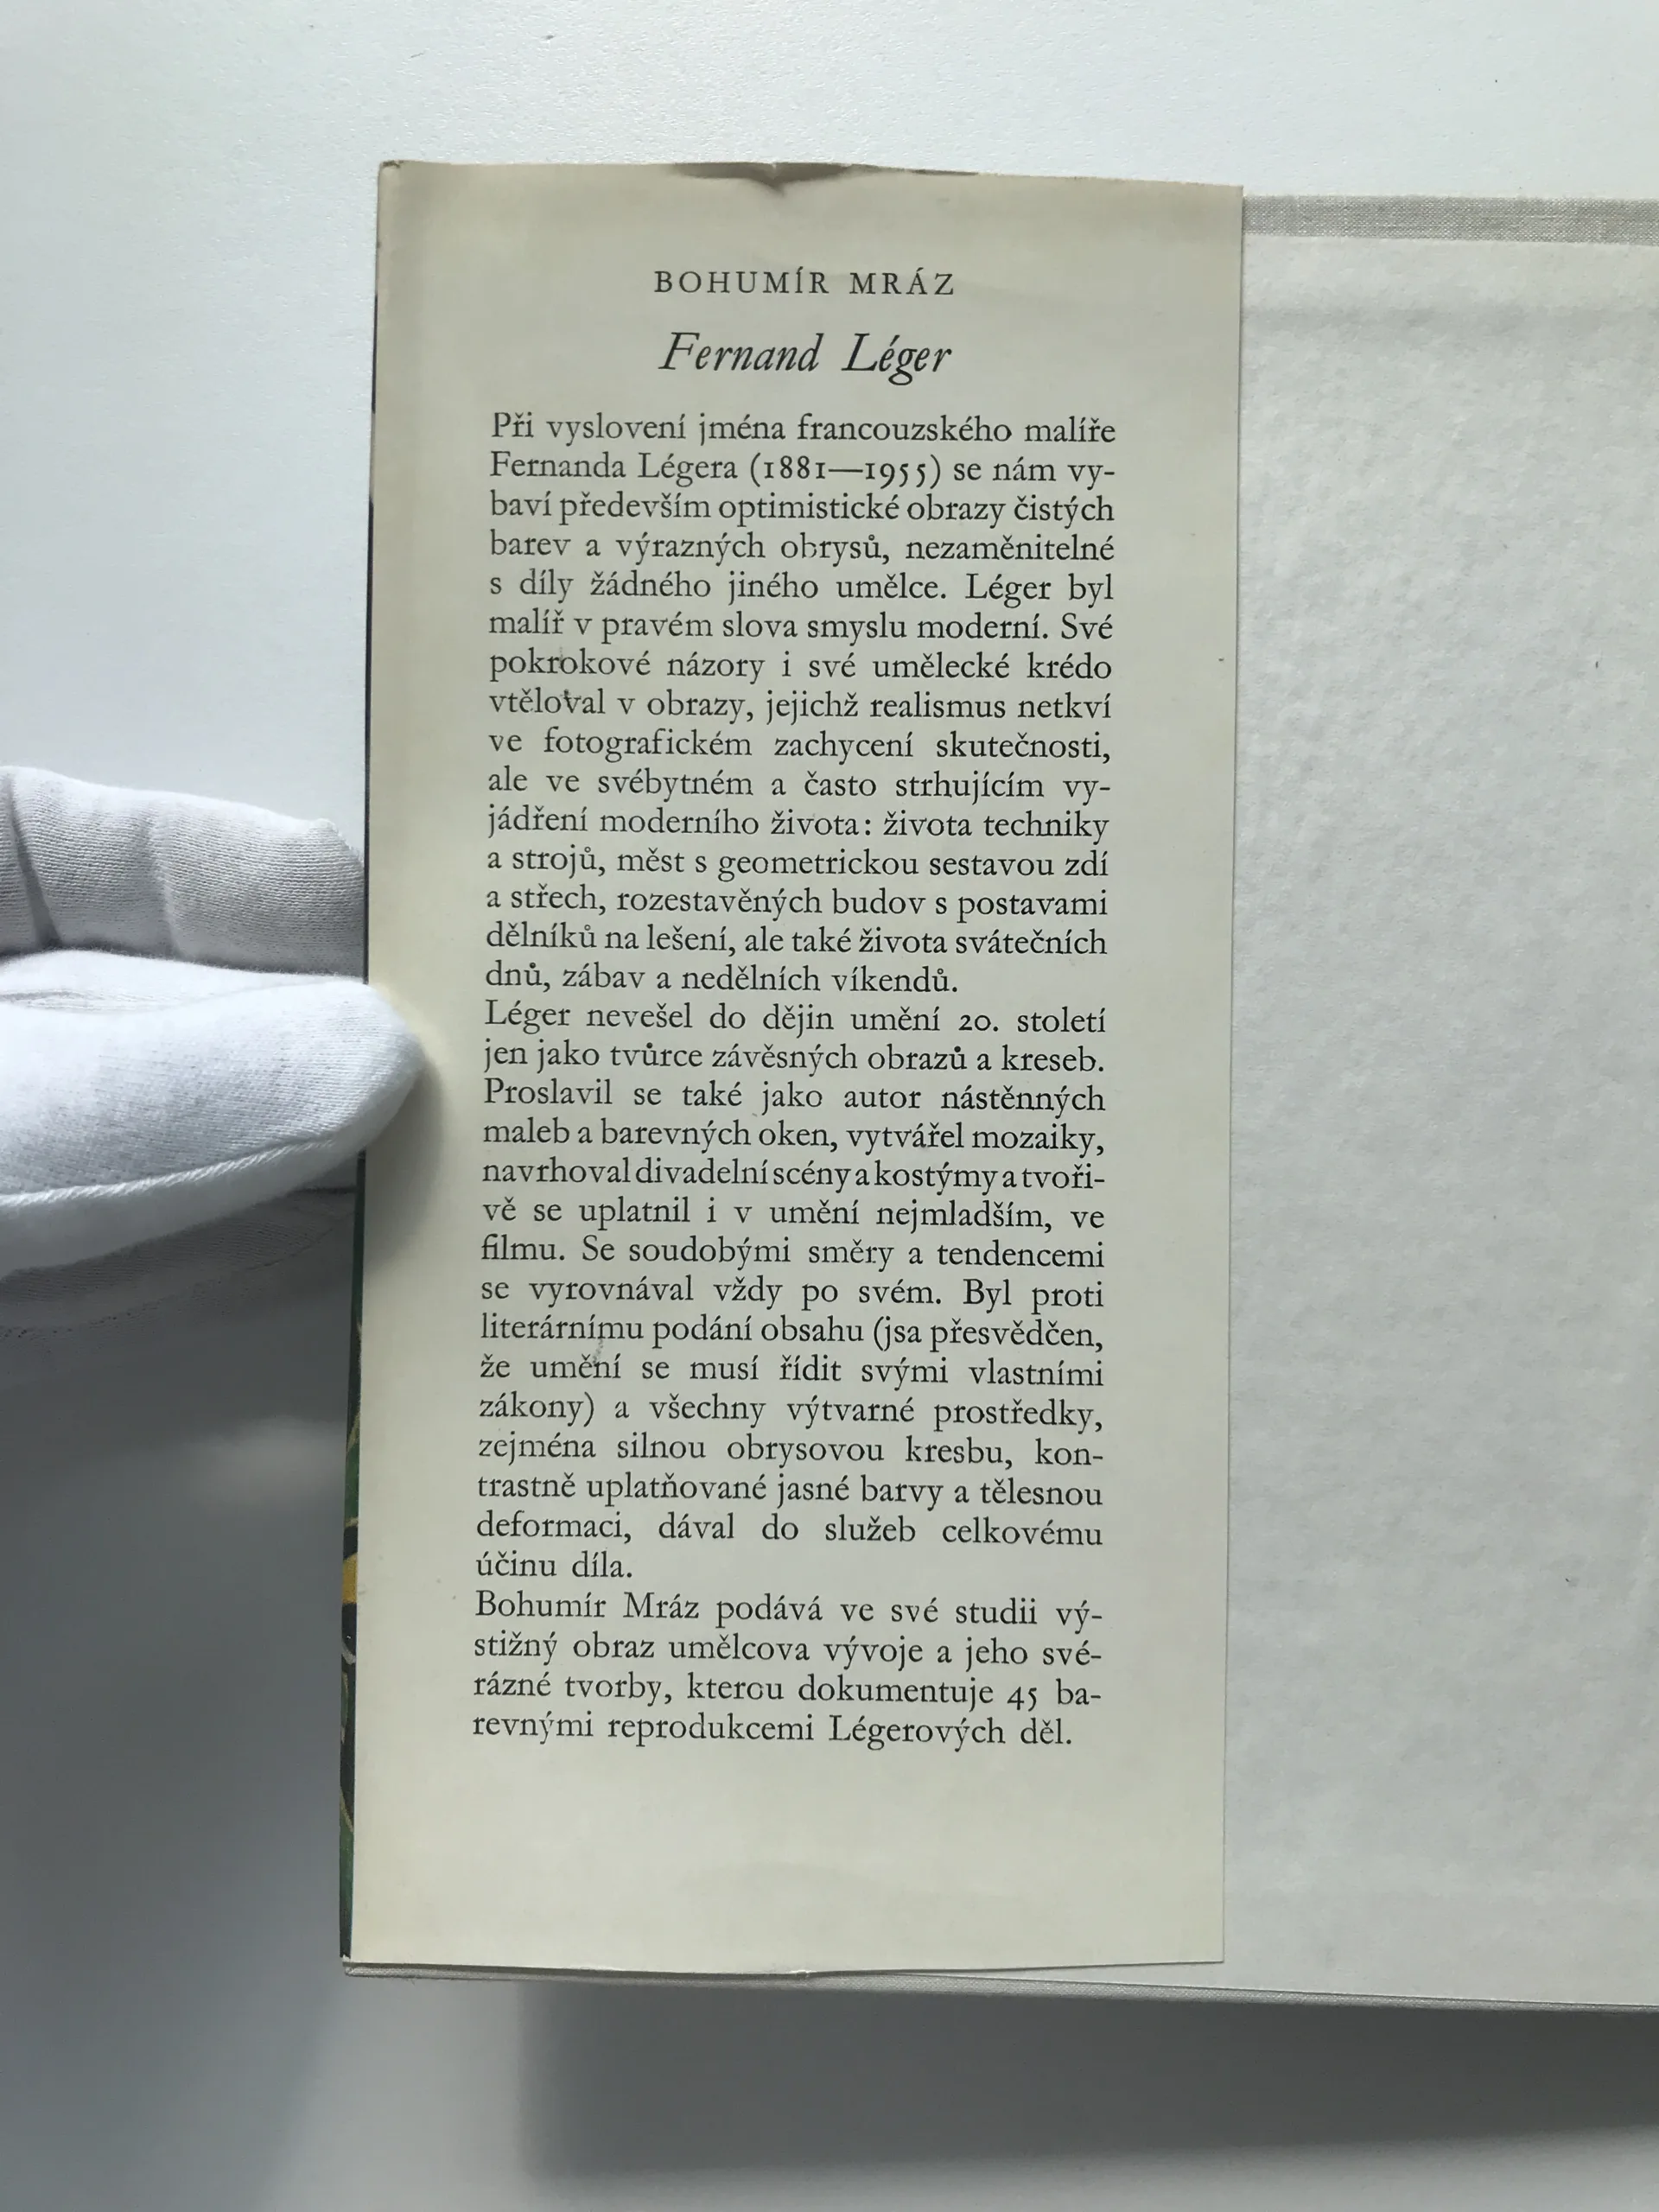 BOHUMÍR MRÁZ
Fernand Léger
Při vyslovení jména francouzského malíře
Fernanda Légera (1881—1955) se nám vy-
baví především optimistické obrazy čistých
barev a výrazných obrysů, nezaměnitelné
s díly žádného jiného umělce. Léger byl
malíř v pravém slova smyslu moderní. Své
pokrokové názory i své umělecké krédo
vtěloval v obrazy, jejichž realismus netkví
ve fotografickém zachycení skutečnosti,
ale ve svébytném a často strhujícím vy-
jádření moderního života: života techniky
a strojů, měst s geometrickou sestavou zdí
a střech, rozestavěných budov s postavami
dělníků na lešení, ale také života svátečních
dnů, zábav a nedělních víkendů.
Léger nevešel do dějin umění 20. století
jen jako tvůrce závěsných obrazů a kreseb.
Proslavil se také jako autor nástěnných
maleb a barevných oken, vytvářel mozaiky,
navrhoval divadelní scény a kostýmy a tvoři-
vě se uplatnil i v umění nejmladším, ve
filmu. Se soudobými směry a tendencemi
se vyrovnával vždy po svém. Byl proti
literárnímu podání obsahu (jsa přesvědčen,
že umění se musí řídit svými vlastními
zákony) a všechny výtvarné prostředky,
zejména silnou obrysovou kresbu, kon-
trastně uplatňované jasné barvy a tělesnou
deformaci, dával do služeb celkovému
účinu díla.
Bohumír Mráz podává ve své studii vý-
stižný obraz umělcova vývoje a jeho své-
rázné tvorby, kterou dokumentuje 45 ba-
revnými reprodukcemi Légerových děl.